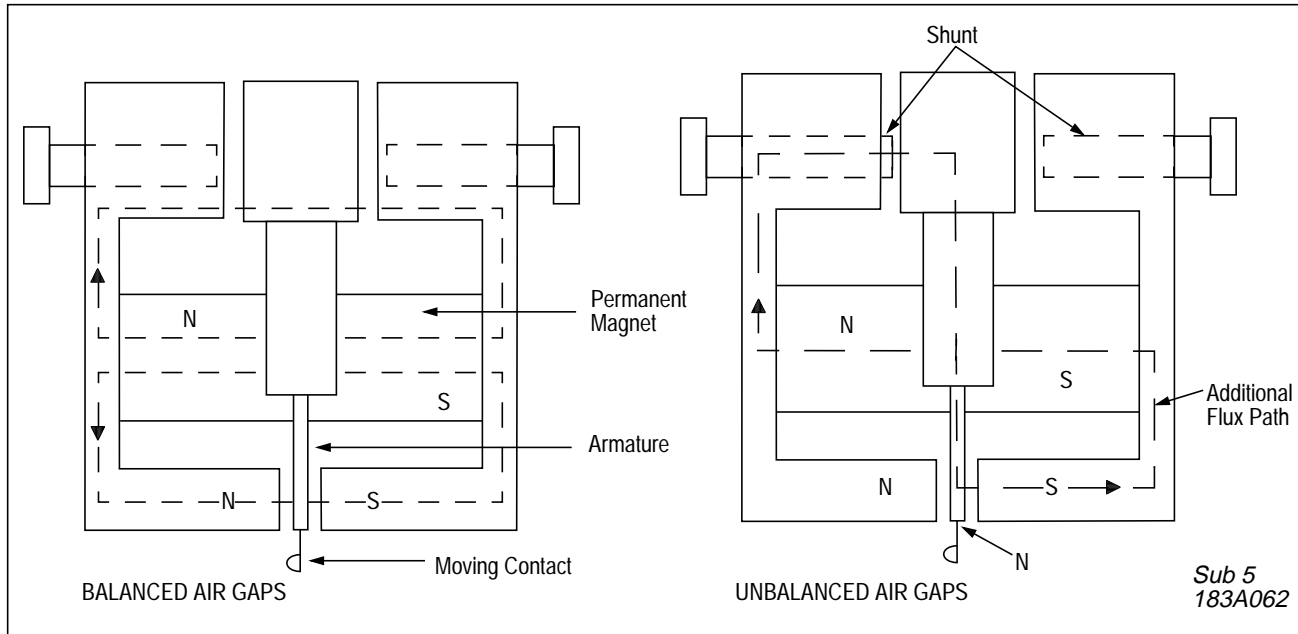 Shunt
N
Permanent
Magnet
S
Armature
N
S
Moving Contact
BALANCED AIR GAPS
N
S
Additional
Flux Path
N
S
N
UNBALANCED AIR GAPS
Sub 5
183A062